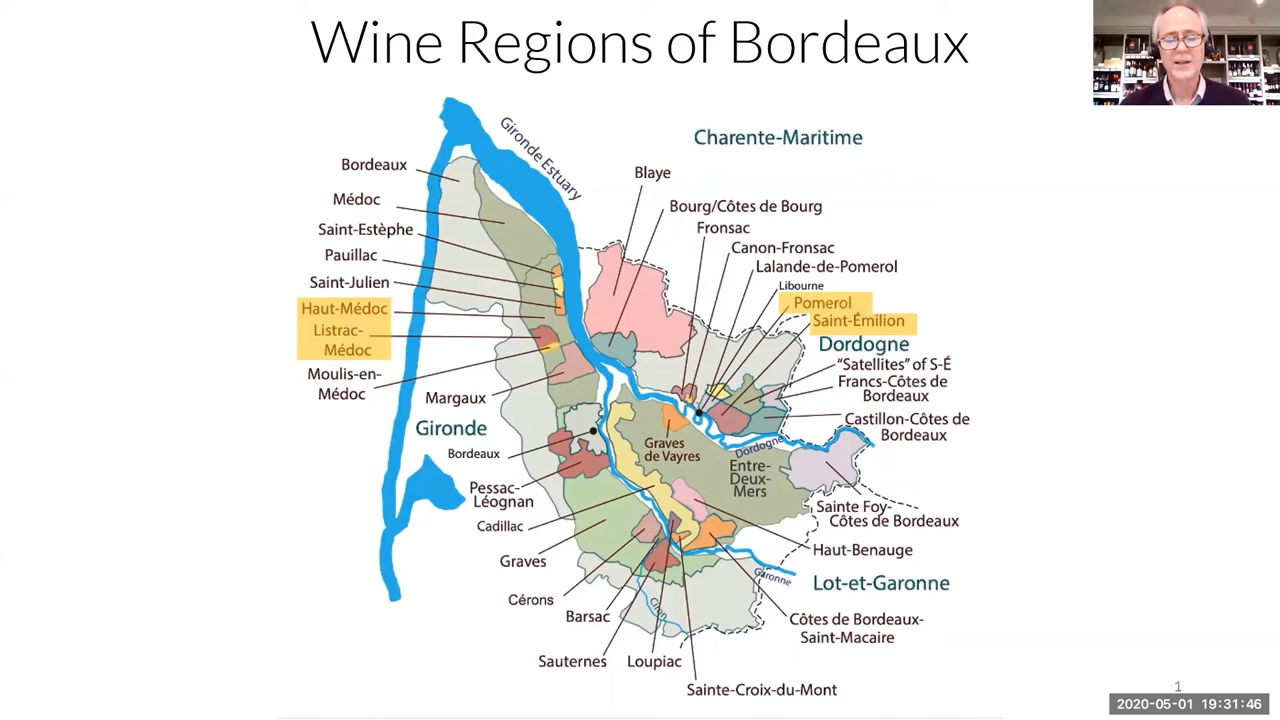 Wine Regions of Bordeaux
Gironde Estuary
Charente-Maritime
Bordeaux
Médoc
Saint-Estèphe
Pauillac
Saint-Julien
Haut-Médoc
Listrac-
Médoc
Moulis-en-
Médoc
Margaux
Gironde
Bordeaux
Pessac-
Léognan
Cadillac
Graves
Cérons
Barsac
Sauternes
Loupiac
Sainte-Croix-du-Mont
Blaye
Bourg/Côtes de Bourg
Fronsac
Canon-Fronsac
Lalande-de-Pomerol
Libourne
Pomerol
Saint-Émilion
Dordogne
"Satellites" of S-É
Francs-Côtes de
Bordeaux
Castillon-Côtes de
Bordeaux
Graves
de Vayres
Dordogne
Entre-
Deux-
Mers
Sainte Foy-
Côtes de Bordeaux
Haut-Benauge
Garonne
Lot-et-Garonne
Ciron
Côtes de Bordeaux-
Saint-Macaire
1
2020-05-01 19:31:46